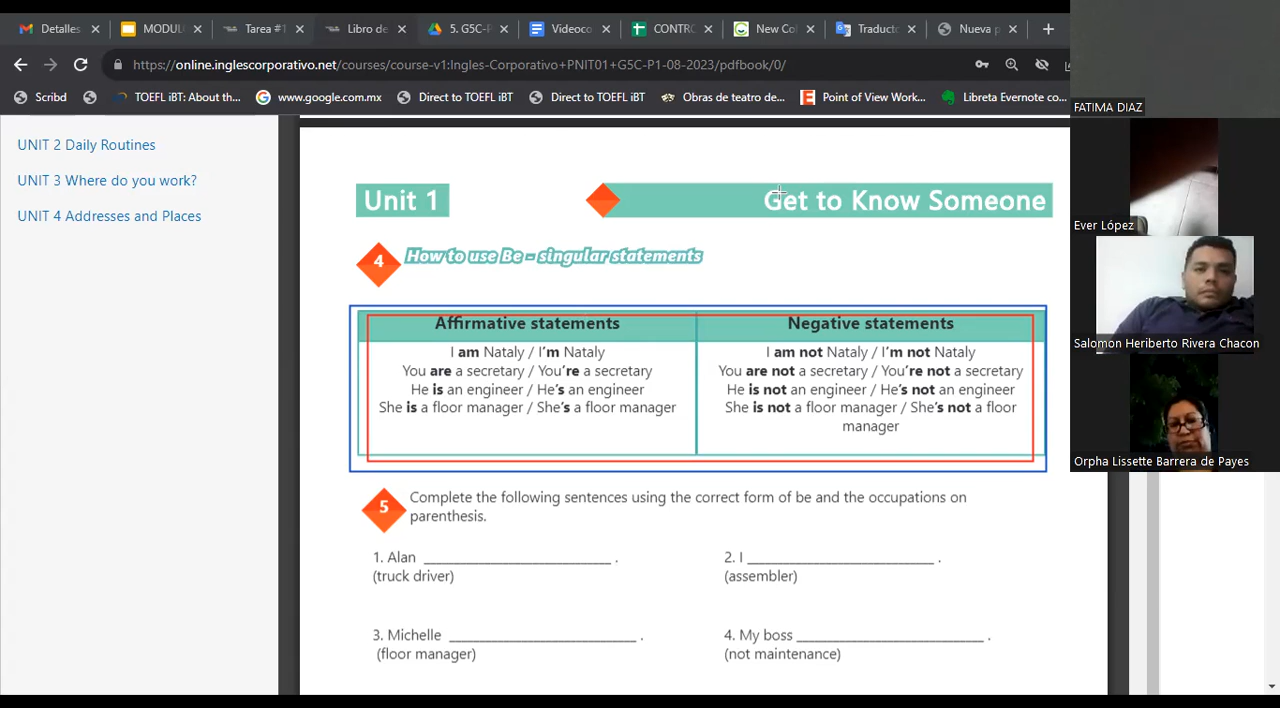 Detalles
MODUL
Tarea #1
Libro de
5. G5C-P
Videoco
CONTRO
New Co
Traducto
Nueva p
https://online.inglescorporativo.net/courses/course-v1:Ingles-Corporativo+PNIT01+G5C-P1-08-2023/pdfbook/0/
Scribd
TOEFL iBT: About th...
www.google.com.mx
Direct to TOEFL iBT
Direct to TOEFL iBT
Obras de teatro de...
Point of View Work...
Libreta Evernote co...
UNIT 2 Daily Routines
UNIT 3 Where do you work?
UNIT 4 Addresses and Places
Unit 1
Get to Know Someone
4 How to use Be - singular statements
Affirmative statements
I am Nataly / I'm Nataly
You are a secretary / You're a secretary
He is an engineer / He's an engineer
She is a floor manager / She's a floor manager
Negative statements
I am not Nataly / I'm not Nataly
You are not a secretary / You're not a secretary
He is not an engineer / He's not an engineer
She is not a floor manager / She's not a floor
manager
5 Complete the following sentences using the correct form of be and the occupations on
parenthesis.
1. Alan ____________________________ .
(truck driver)
2. I ____________________________ .
(assembler)
3. Michelle ____________________________ .
(floor manager)
4. My boss ____________________________ .
(not maintenance)
FATIMA DIAZ
Ever López
Salomon Heriberto Rivera Chacon
Orpha Lissette Barrera de Payes